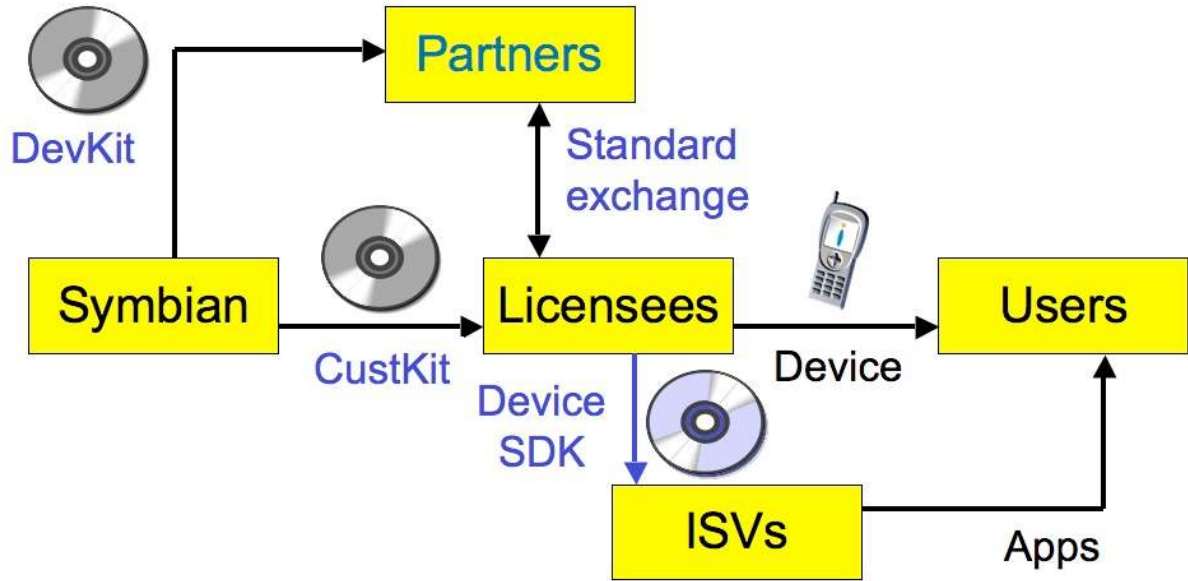 Partners
DevKit
Standard
exchange
Symbian
Licensees
Users
CustKit
Device
Device
SDK
ISVs
Apps